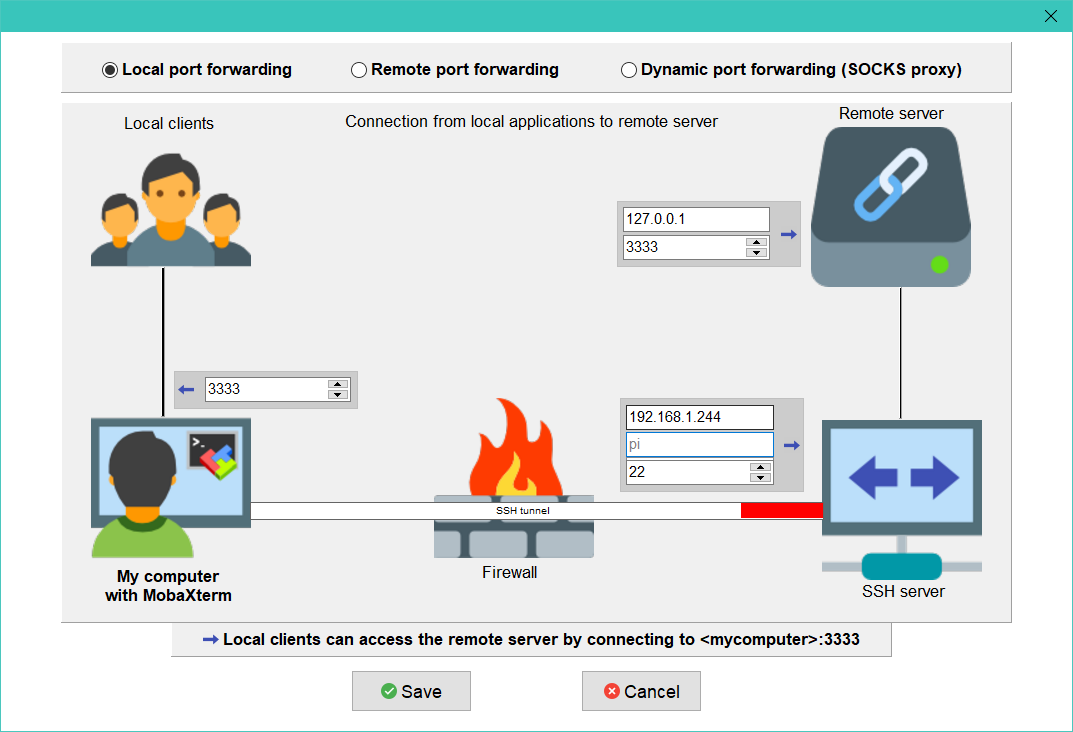 Local port forwarding
Remote port forwarding
Dynamic port forwarding (SOCKS proxy)
Local clients
Connection from local applications to remote server
Remote server
127.0.0.1
3333
3333
192.168.1.244
pi
22
SSH tunnel
Firewall
My computer
with MobaXterm
SSH server
Local clients can access the remote server by connecting to <mycomputer>:3333
Save
Cancel